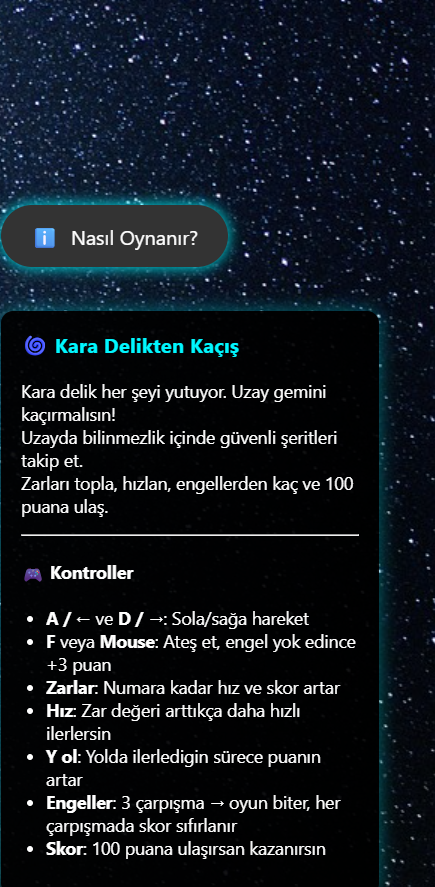 Nasıl Oynanır?
Kara Delikten Kaçış
Kara delik her şeyi yutuyor. Uzay gemini
kaçırmalısın!
Uzayda bilinmezlik içinde güvenli şeritleri
takip et.
Zarları topla, hızlan, engellerden kaç ve 100
puana ulaş.
Kontroller
• A / ← ve D / →: Sola/sağa hareket
• F veya Mouse: Ateş et, engel yok edince
+3 puan
• Zarlar: Numara kadar hız ve skor artar
• Hız: Zar değeri arttıkça daha hızlı
ilerlersin
• Y ol: Yolda ilerledigin sürece puanın
artar
• Engeller: 3 çarpışma → oyun biter, her
çarpışmada skor sıfırlanır
• Skor: 100 puana ulaşırsan kazanırsın